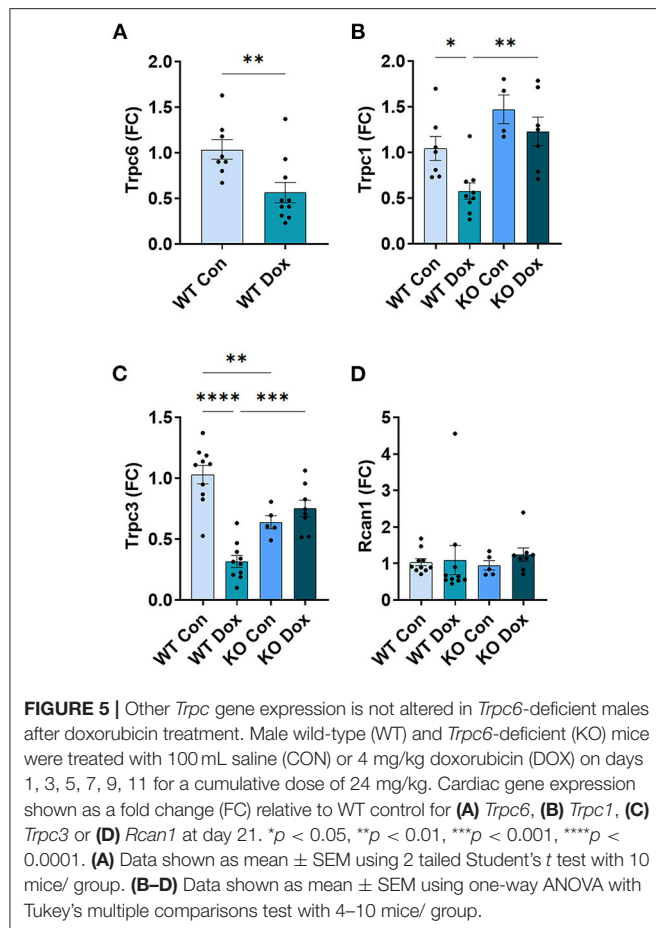 A
**
2.0
1.5
1.0
0.5
0.0
Trpc6 (FC)
WT Con
WT Dox
B
* **
2.0
1.5
1.0
0.5
0.0
Trpc1 (FC)
WT Con
WT Dox
KO Con
KO Dox
C
**
**** ***
1.5
1.0
0.5
0.0
Trpc3 (FC)
WT Con
WT Dox
KO Con
KO Dox
D
5
4
3
2
1
0
Rcan1 (FC)
WT Con
WT Dox
KO Con
KO Dox
FIGURE 5 | Other Trpc gene expression is not altered in Trpc6-deficient males
after doxorubicin treatment. Male wild-type (WT) and Trpc6-deficient (KO) mice
were treated with 100 mL saline (CON) or 4 mg/kg doxorubicin (DOX) on days
1, 3, 5, 7, 9, 11 for a cumulative dose of 24 mg/kg. Cardiac gene expression
shown as a fold change (FC) relative to WT control for (A) Trpc6, (B) Trpc1, (C)
Trpc3 or (D) Rcan1 at day 21. *p < 0.05, **p < 0.01, ***p < 0.001, ****p <
0.0001. (A) Data shown as mean ± SEM using 2 tailed Student's t test with 10
mice/ group. (B–D) Data shown as mean ± SEM using one-way ANOVA with
Tukey's multiple comparisons test with 4–10 mice/ group.